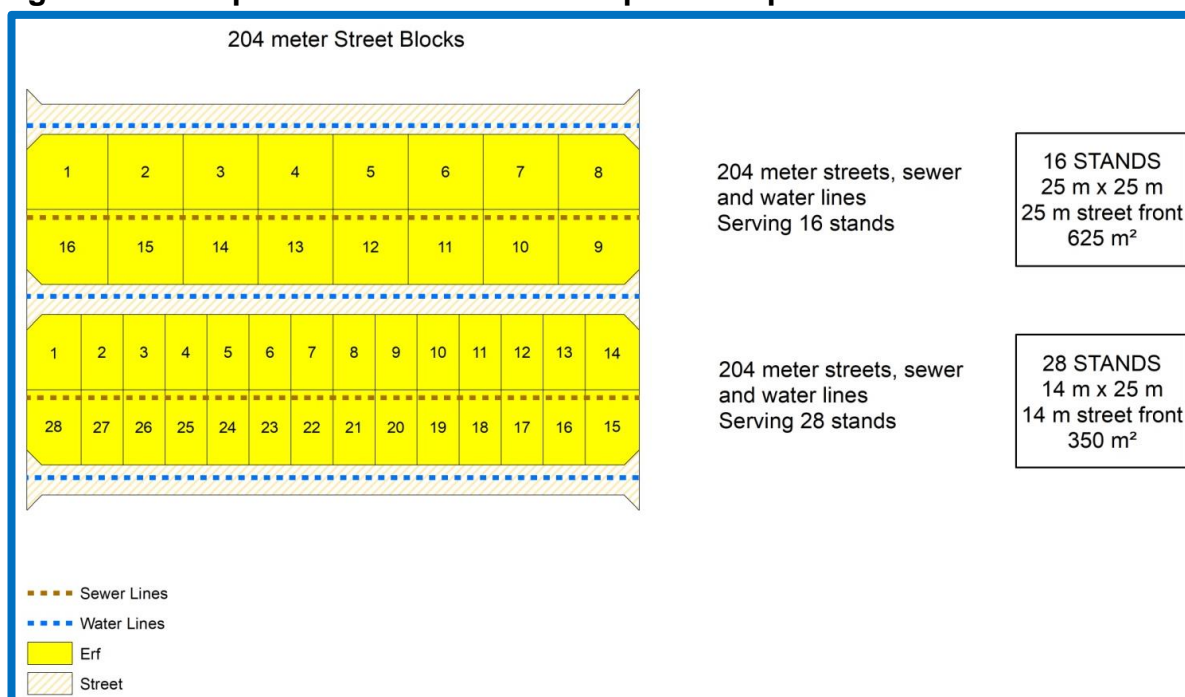 204 meter Street Blocks
1 2 3 4 5 6 7 8
16 15 14 13 12 11 10 9
204 meter streets, sewer
and water lines
Serving 16 stands
16 STANDS
25 m x 25 m
25 m street front
625 m²
1 2 3 4 5 6 7 8 9 10 11 12 13 14
28 27 26 25 24 23 22 21 20 19 18 17 16 15
204 meter streets, sewer
and water lines
Serving 28 stands
28 STANDS
14 m x 25 m
14 m street front
350 m²
Sewer Lines
Water Lines
Erf
Street